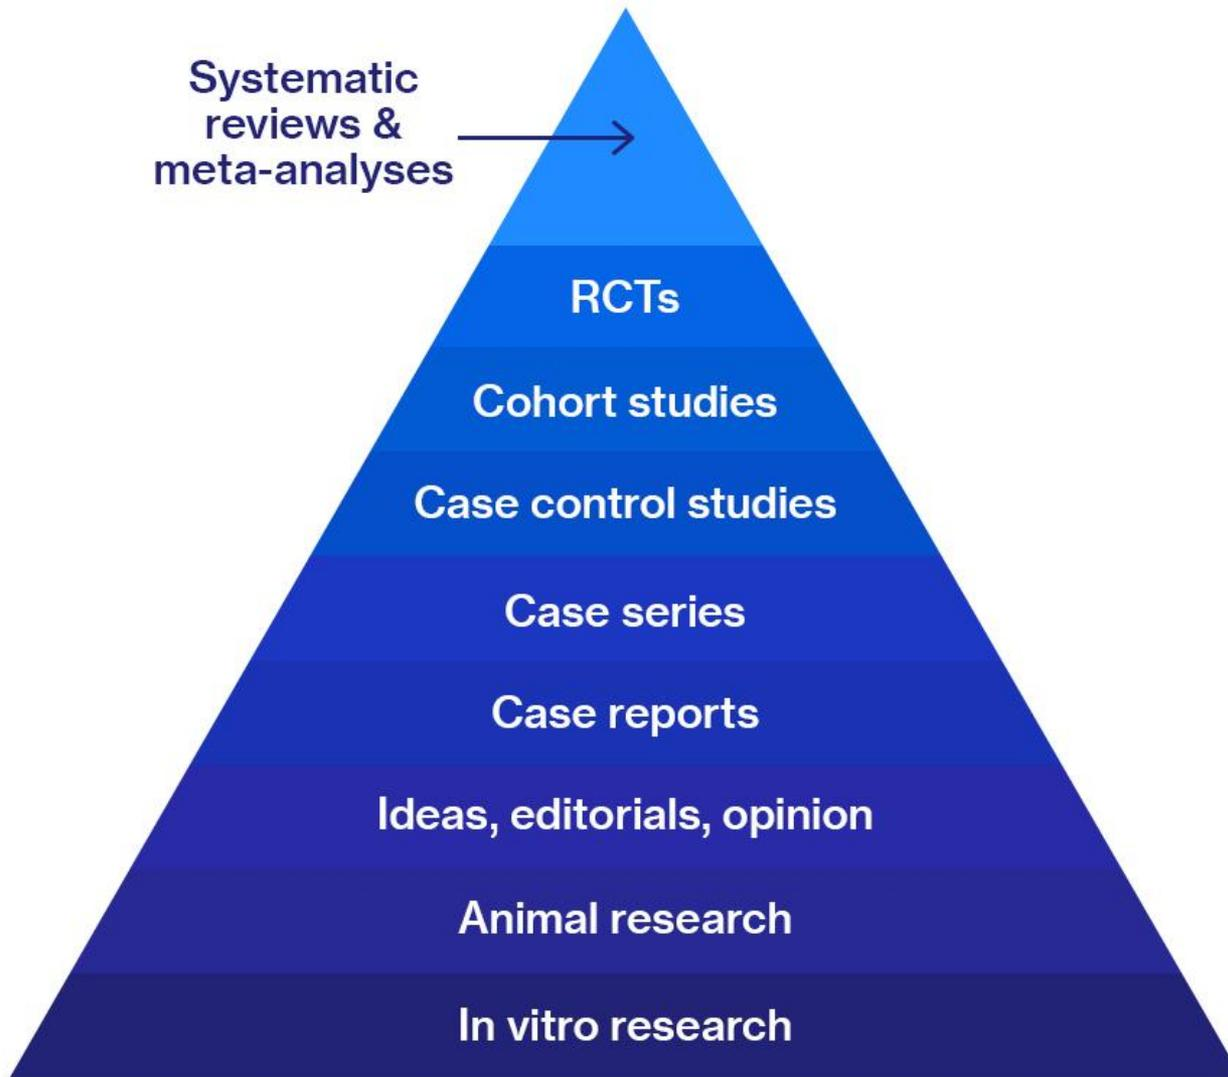 Systematic
reviews &
meta-analyses
RCTs
Cohort studies
Case control studies
Case series
Case reports
Ideas, editorials, opinion
Animal research
In vitro research